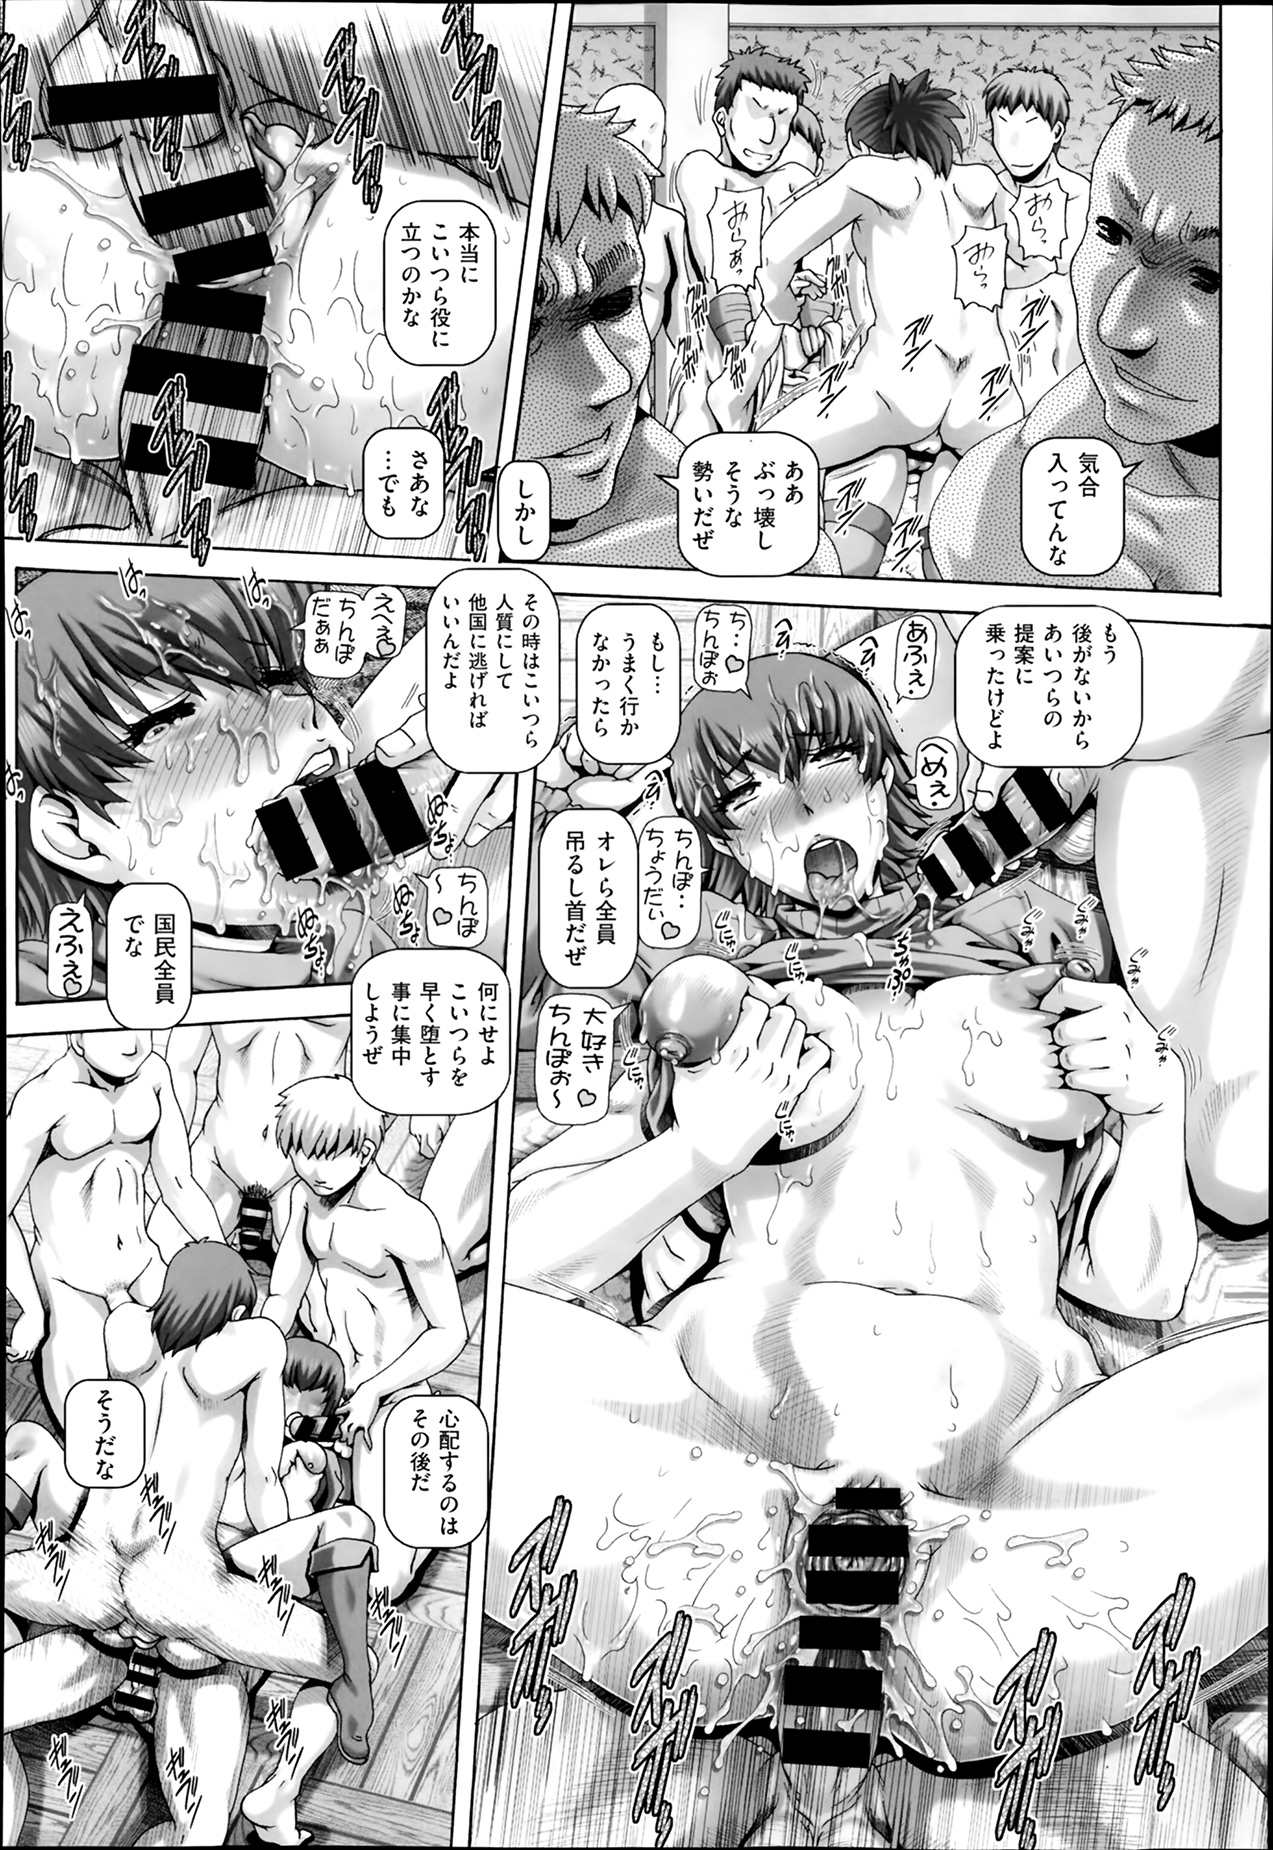 気合
入ってんな
おらっ
おらっ
おらぁっ
ああ
ぶっ壊し
そうな
勢いだぜ
しかし
本当に
こいつら役に
立つのかな
さあな
…でも
もう
後がないから
あいつらの
提案に
乗ったけどよ
あふぇ
へめぇ
ち‥
ちんぽぉ♡
もし…
うまく行か
なかったら
ちんぽ‥
ちょうだぃ♡
オレら全員
吊るし首だぜ
大好き
ちんぽぉ〜♡
その時はこいつら
人質にして
他国に逃げれば
いいんだよ
えへぇ♡
ちんぽ
だぁぁ
ちんぽ
〜♡
国民全員
でな
えふぇ♡
何にせよ
こいつらを
早く堕とす
事に集中
しようぜ
心配するのは
その後だ
そうだな